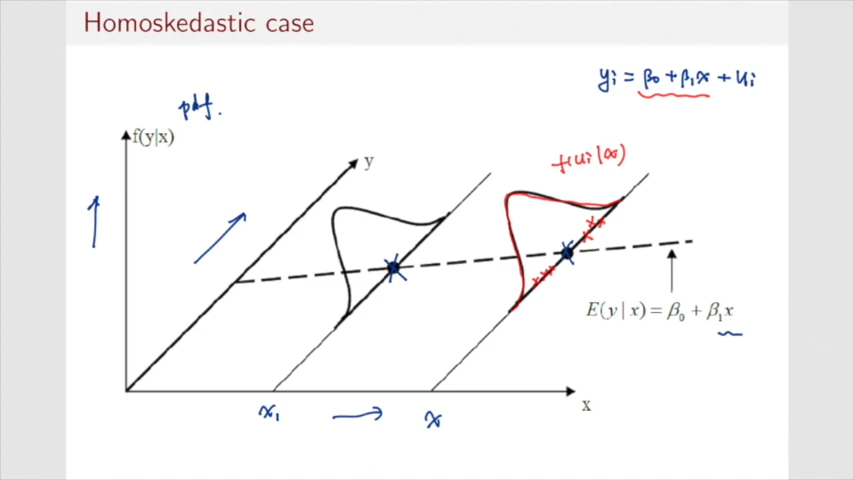 Homoskedastic case
yi = β0 + β1x + ui
pdf.
f(y|x)
y
f(ui|x)
E(y | x) = β0 + β1x
x
x1
x